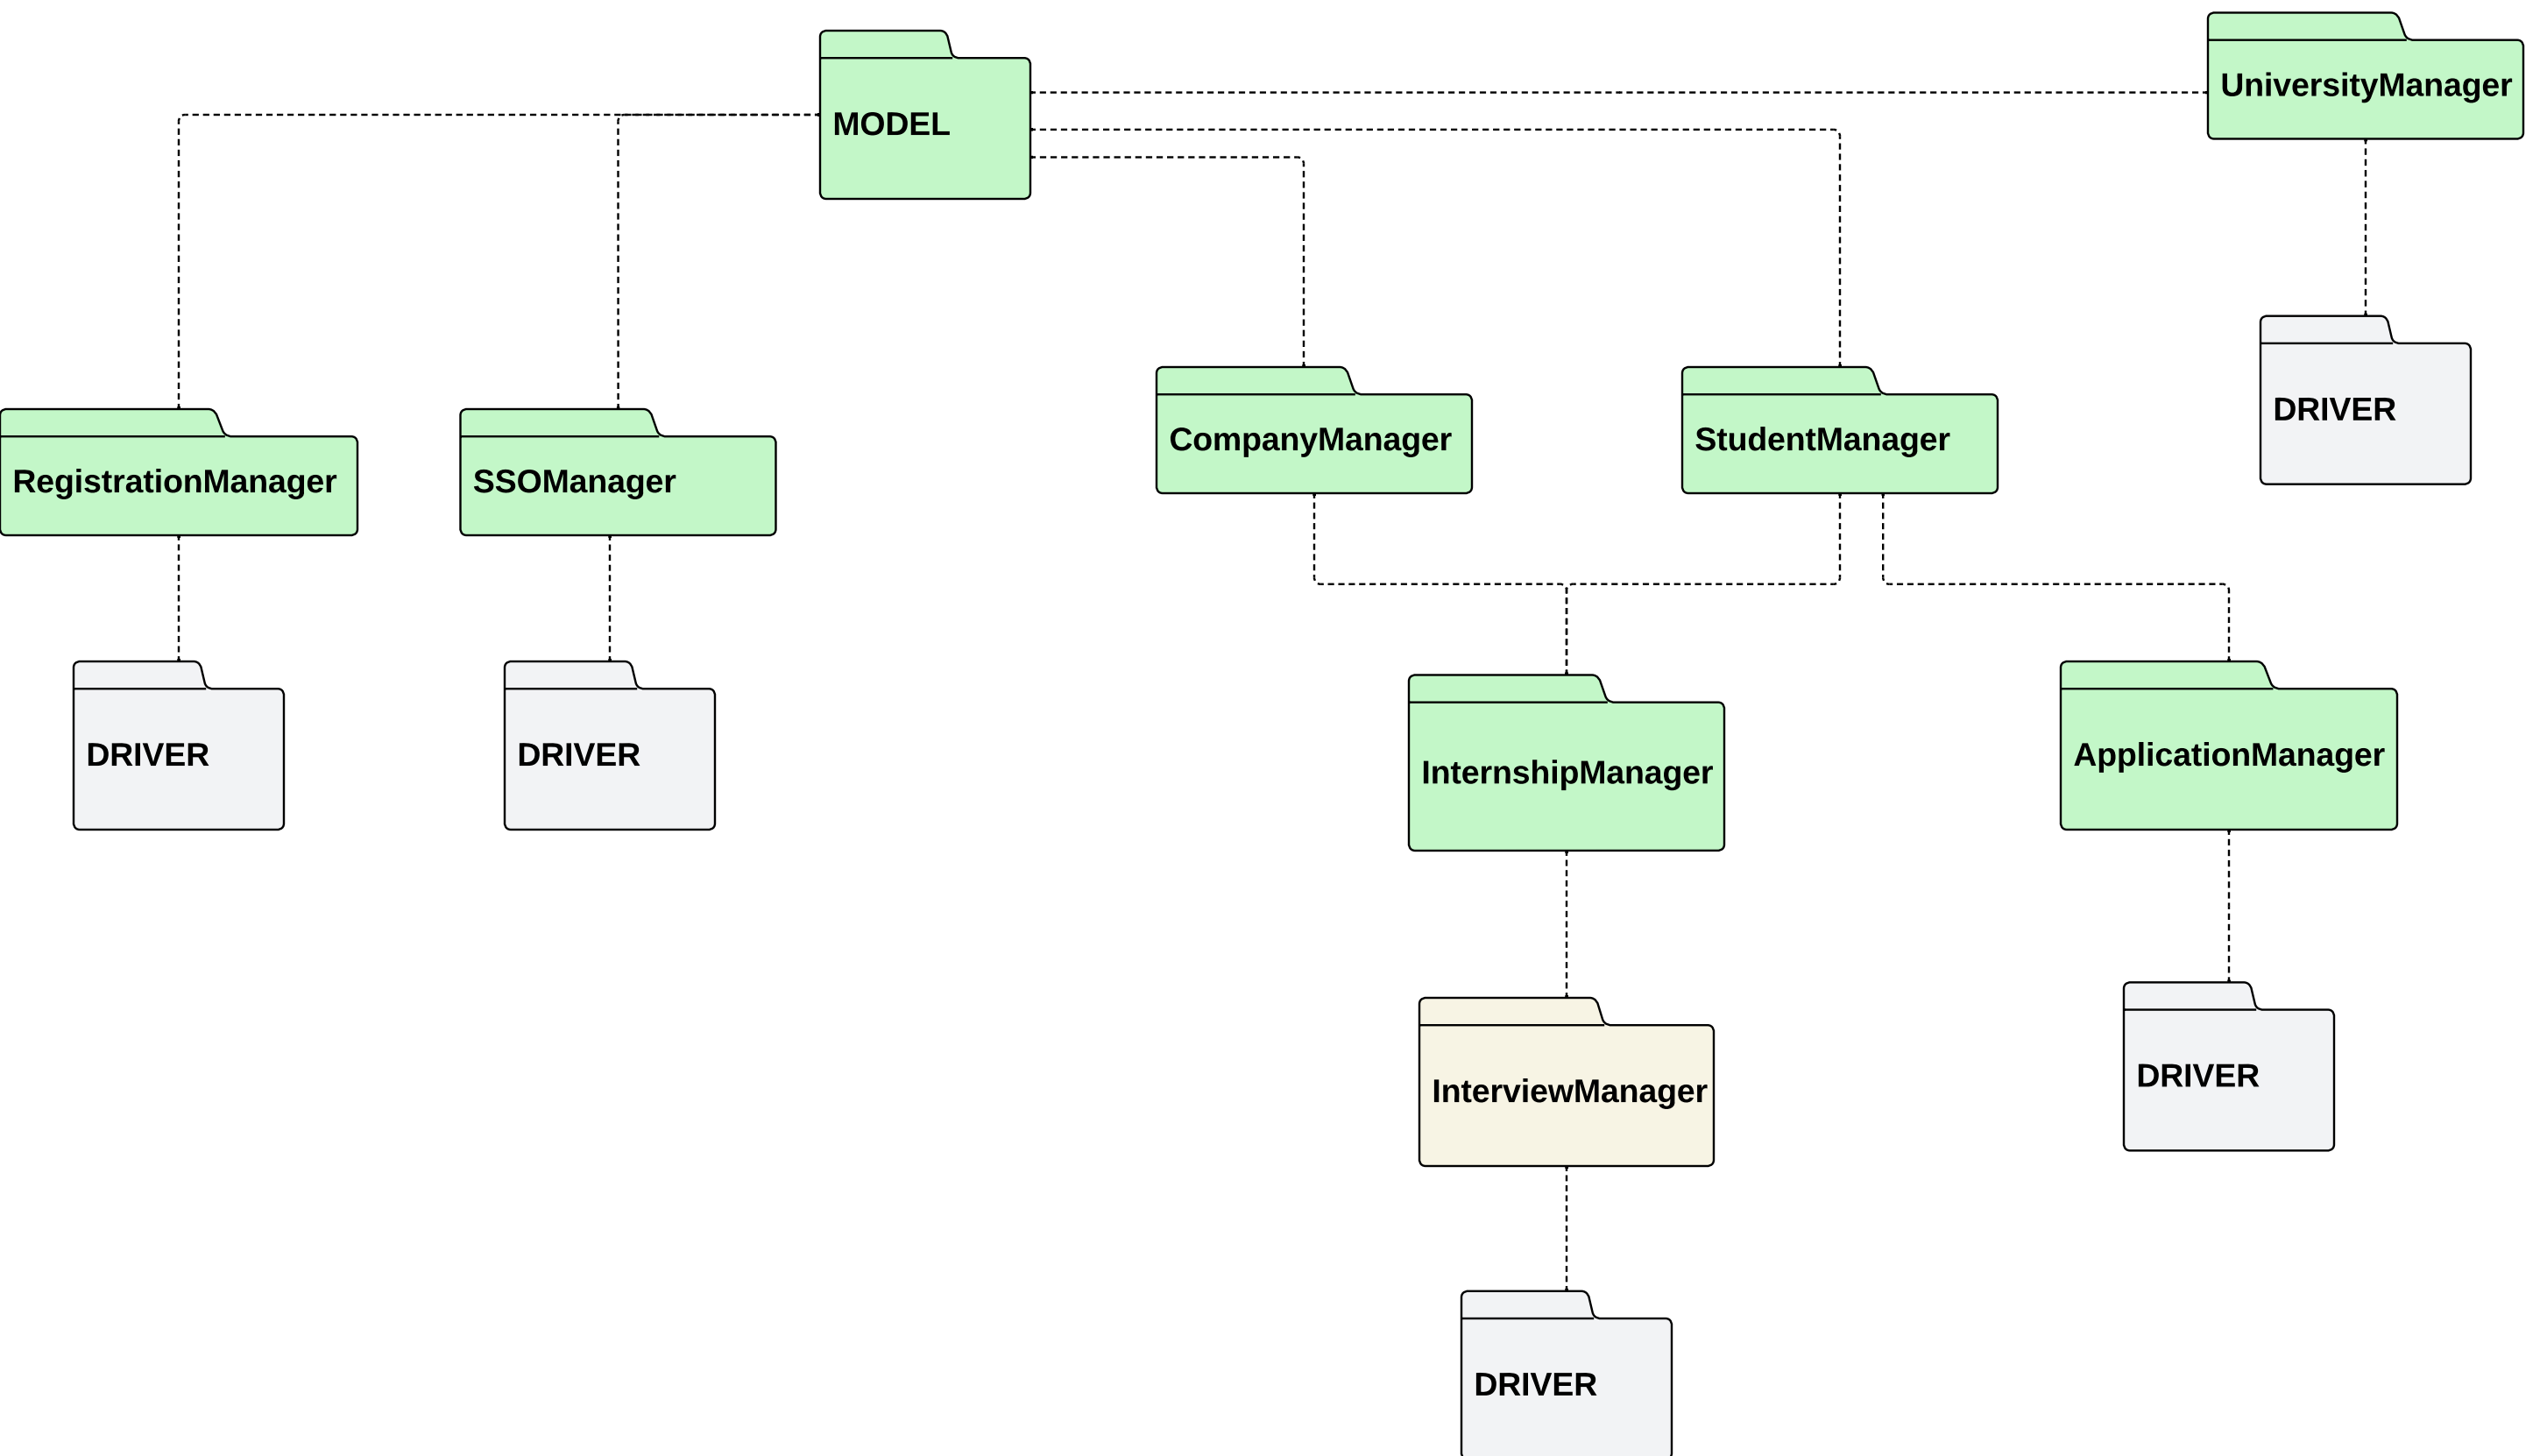 UniversityManager
MODEL
DRIVER
CompanyManager
StudentManager
RegistrationManager
SSOManager
DRIVER
DRIVER
InternshipManager
ApplicationManager
InterviewManager
DRIVER
DRIVER